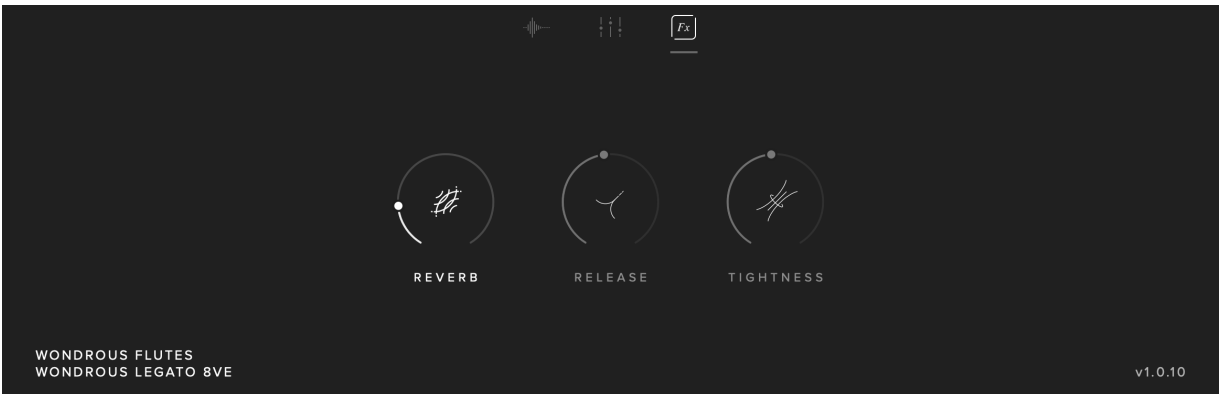 Fx
REVERB
RELEASE
TIGHTNESS
WONDROUS FLUTES
WONDROUS LEGATO 8VE
v1.0.10